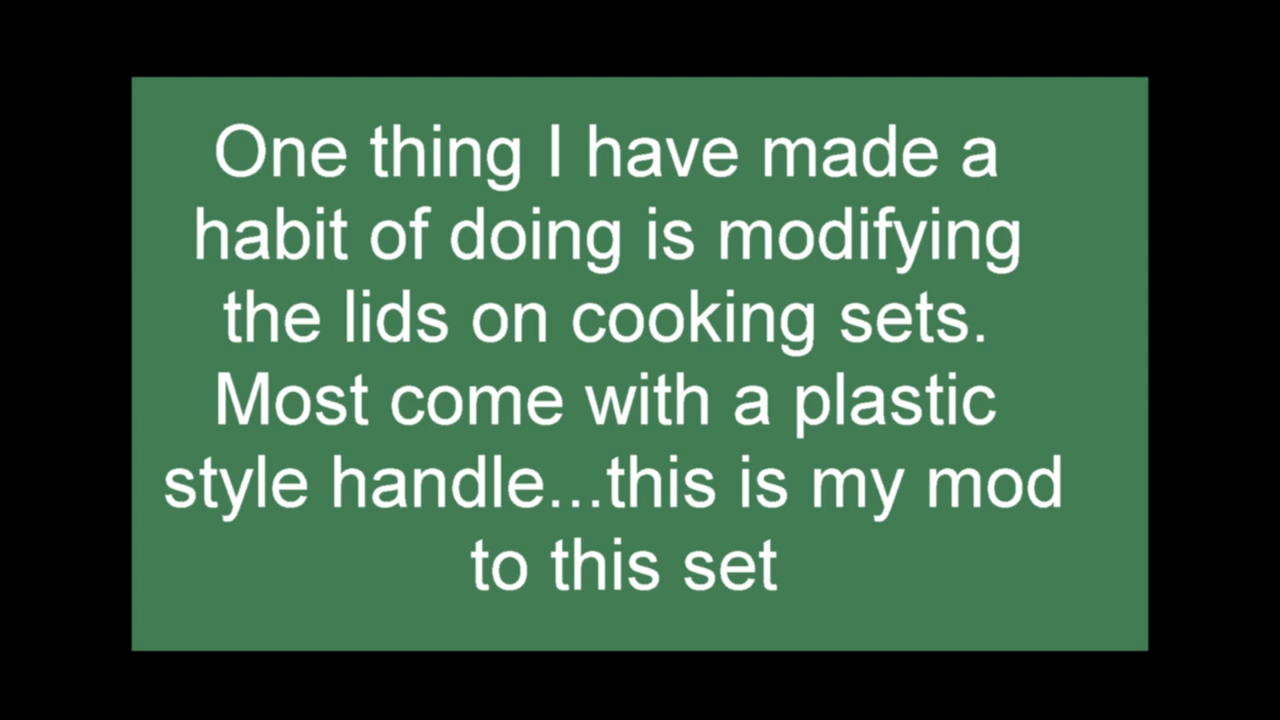 One thing I have made a
habit of doing is modifying
the lids on cooking sets.
Most come with a plastic
style handle...this is my mod
to this set